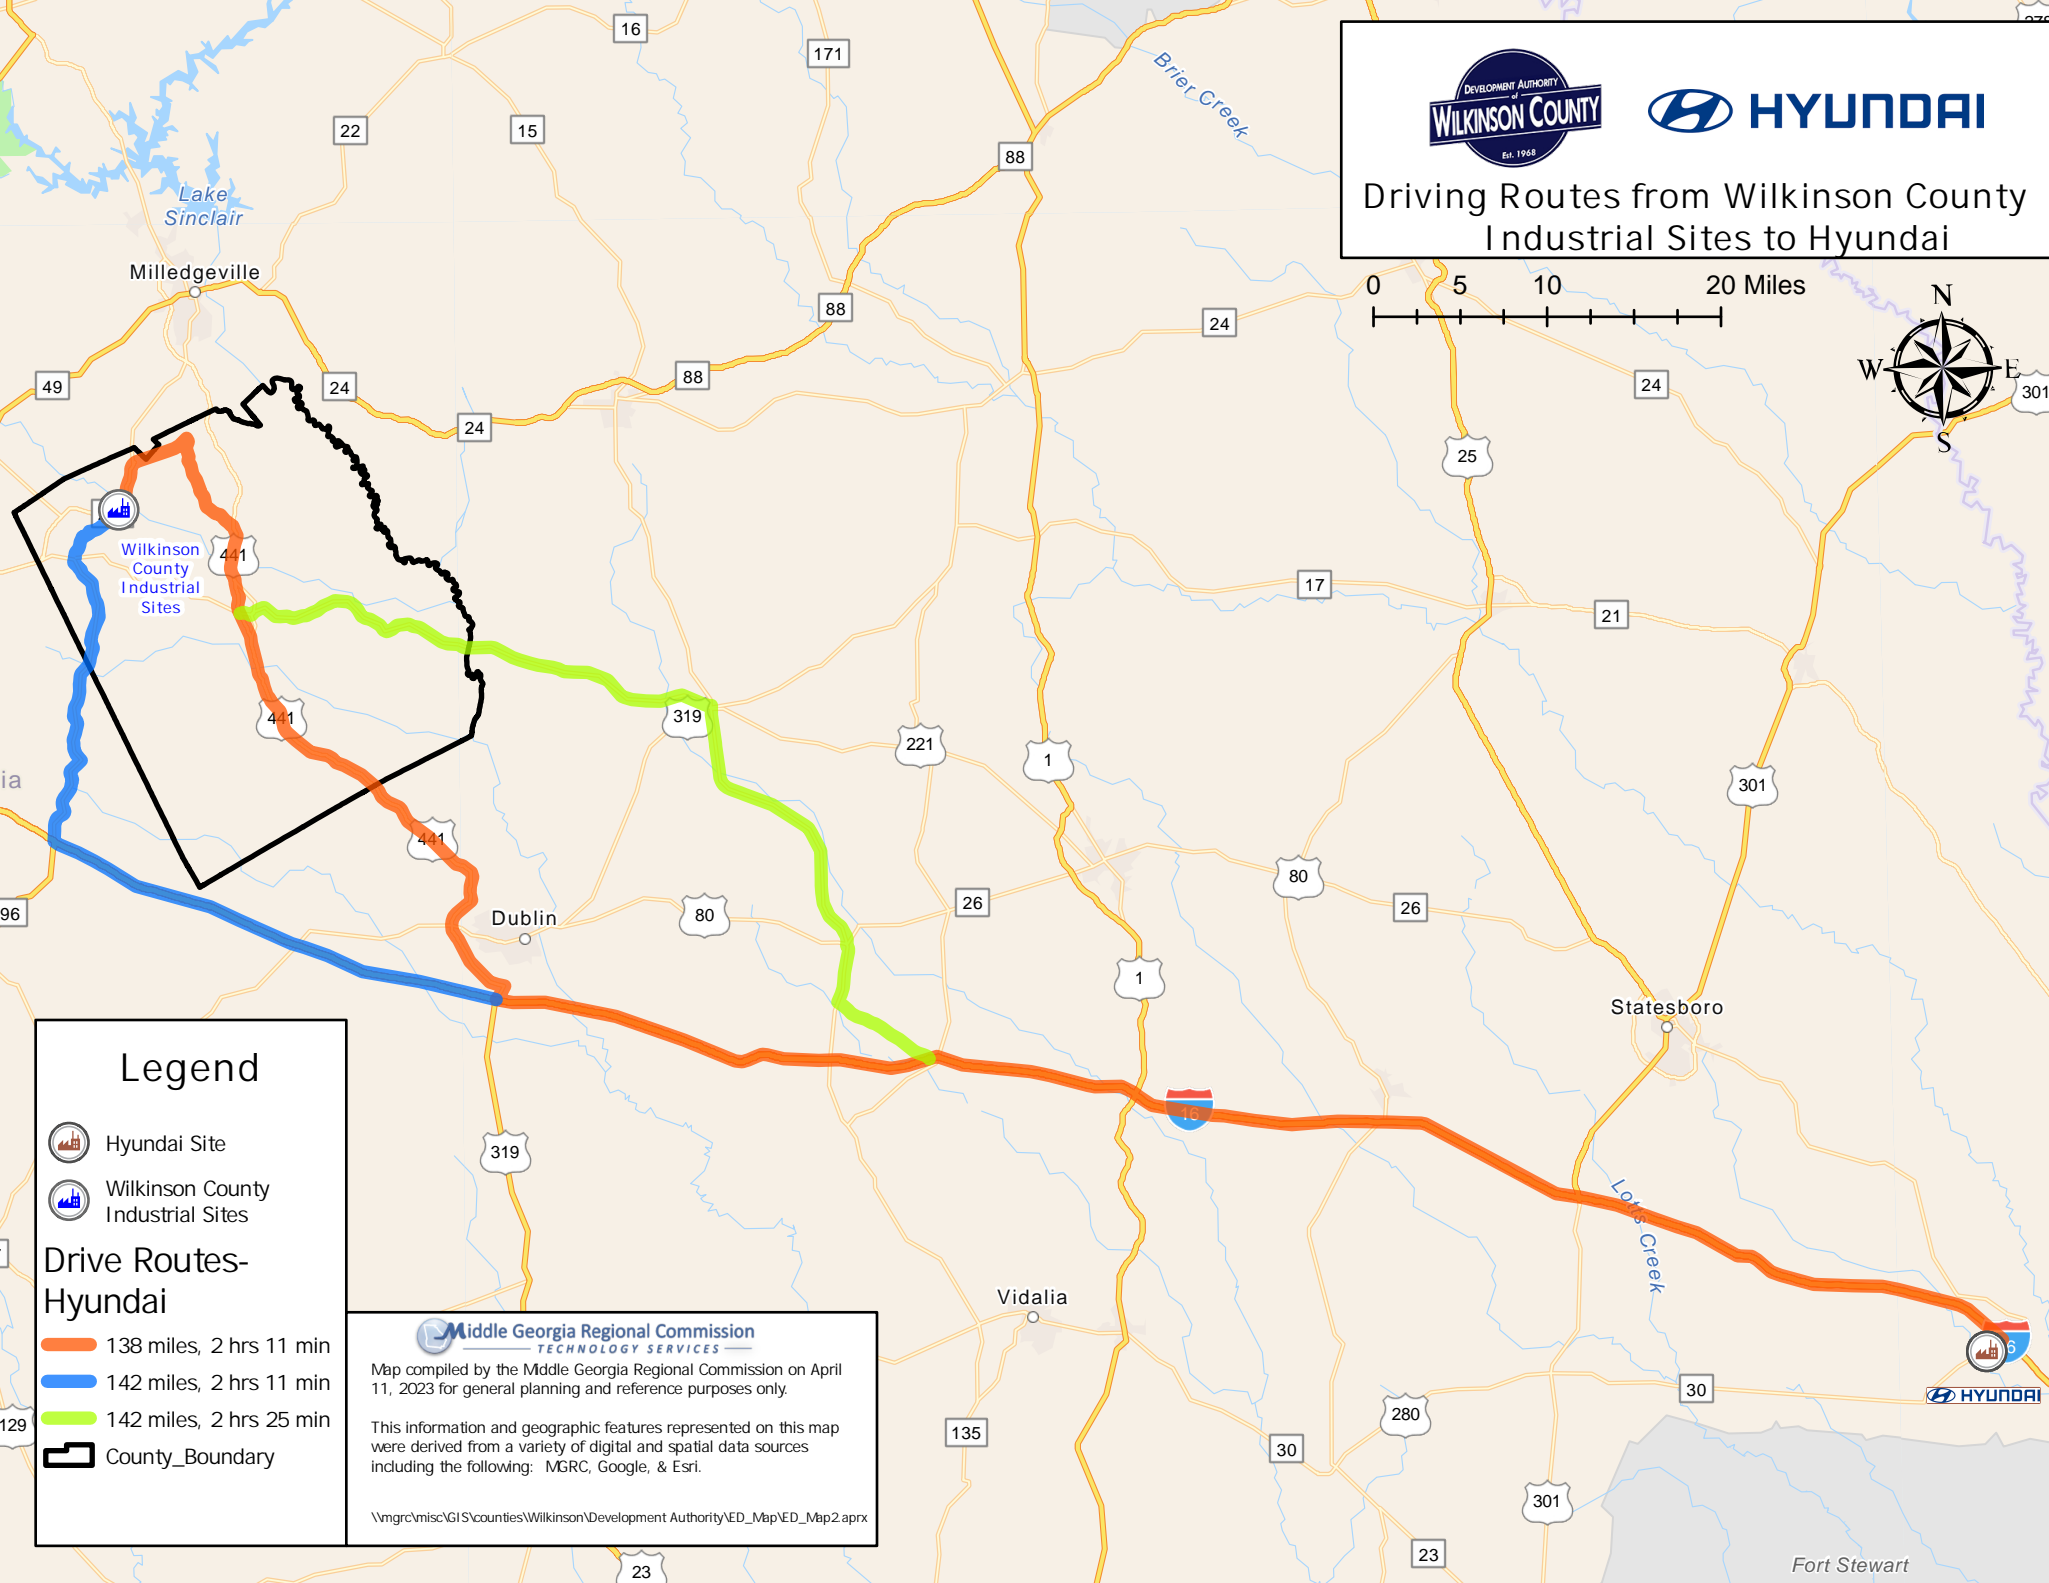 DEVELOPMENT AUTHORITY
of
WILKINSON COUNTY
Est. 1968
HYUNDAI
Driving Routes from Wilkinson County
Industrial Sites to Hyundai
0 5 10 20 Miles
N
W E
S
16
171
22
15
88
Brier Creek
Lake
Sinclair
Milledgeville
88
24
49
24
88
24
24
301
25
441
Wilkinson
County
Industrial
Sites
17
21
441
319
221
1
301
ia
441
80
26
80
26
96
Dublin
1
Statesboro
16
319
Lotts Creek
Vidalia
6
HYUNDAI
30
280
135
30
129
301
23
23
Fort Stewart
Legend
Hyundai Site
Wilkinson County
Industrial Sites
Drive Routes-
Hyundai
138 miles, 2 hrs 11 min
142 miles, 2 hrs 11 min
142 miles, 2 hrs 25 min
County_Boundary
Middle Georgia Regional Commission
TECHNOLOGY SERVICES
Map compiled by the Middle Georgia Regional Commission on April
11, 2023 for general planning and reference purposes only.
This information and geographic features represented on this map
were derived from a variety of digital and spatial data sources
including the following: MGRC, Google, & Esri.
\\mgrc\misc\GIS\counties\Wilkinson\Development Authority\ED_Map\ED_Map2.aprx